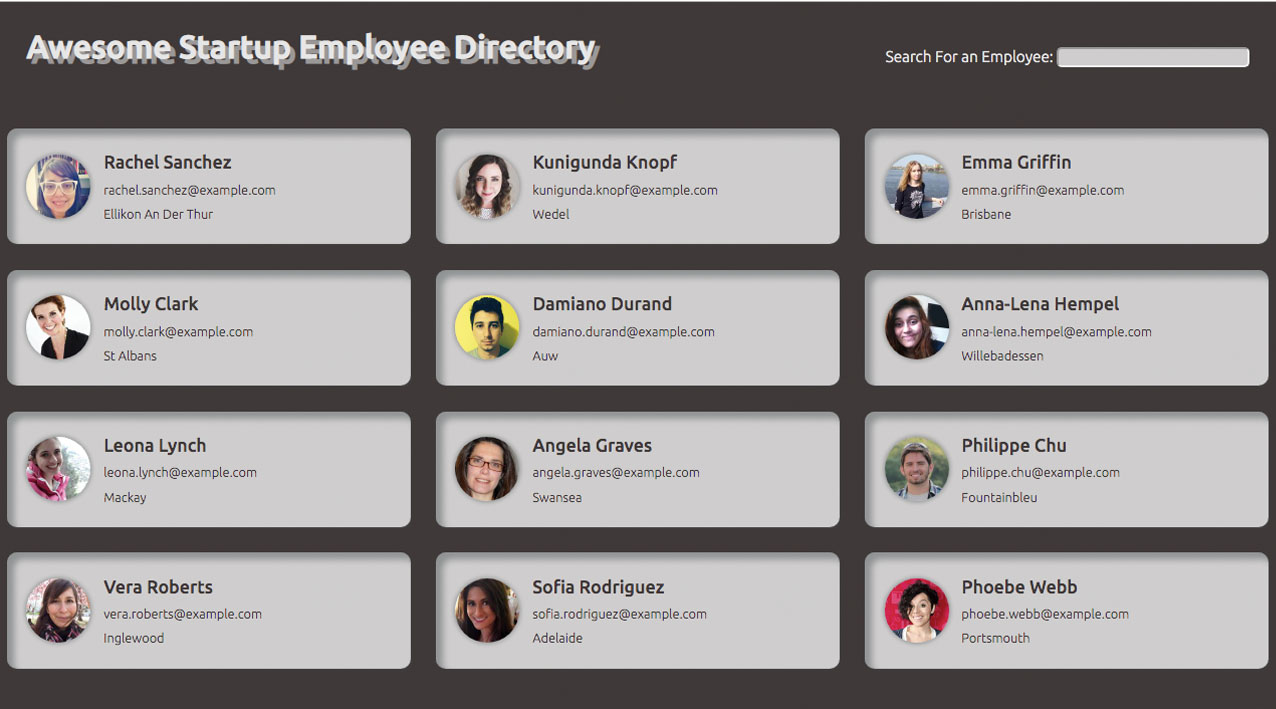 Awesome Startup Employee Directory
Search For an Employee:
Rachel Sanchez
rachel.sanchez@example.com
Ellikon An Der Thur
Kunigunda Knopf
kunigunda.knopf@example.com
Wedel
Emma Griffin
emma.griffin@example.com
Brisbane
Molly Clark
molly.clark@example.com
St Albans
Damiano Durand
damiano.durand@example.com
Auw
Anna-Lena Hempel
anna-lena.hempel@example.com
Willebadessen
Leona Lynch
leona.lynch@example.com
Mackay
Angela Graves
angela.graves@example.com
Swansea
Philippe Chu
philippe.chu@example.com
Fountainbleu
Vera Roberts
vera.roberts@example.com
Inglewood
Sofia Rodriguez
sofia.rodriguez@example.com
Adelaide
Phoebe Webb
phoebe.webb@example.com
Portsmouth